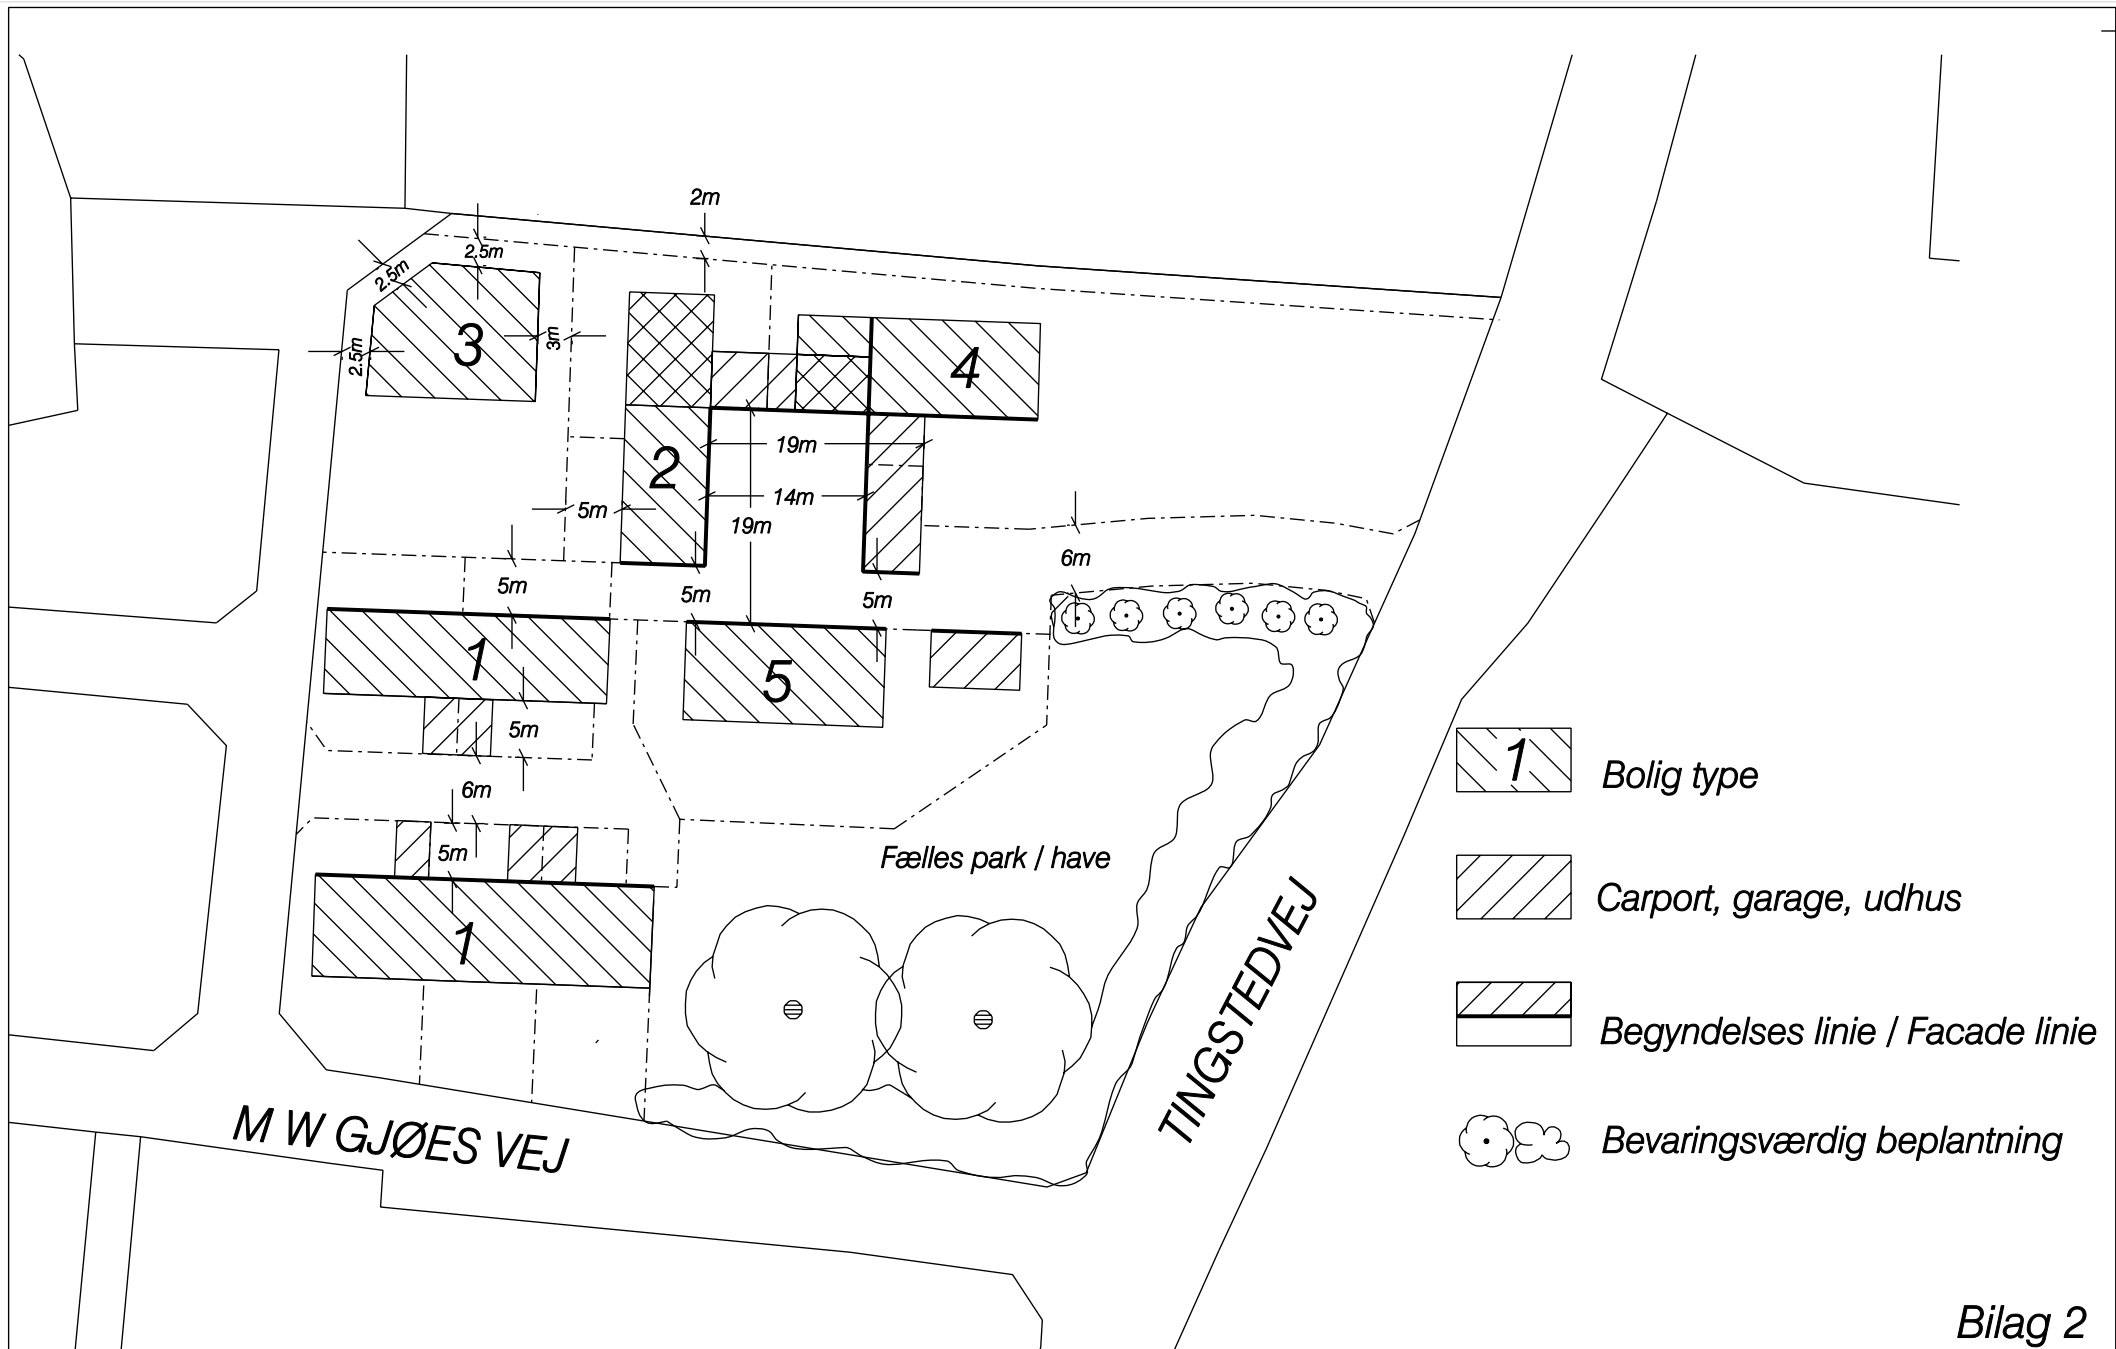 2m
2.5m
2.5m
3
3m
2.5m
4
19m
2
14m
5m
19m
6m
5m
5m
5m
1
5
5m
1
Bolig type
6m
5m
Fælles park / have
Carport, garage, udhus
1
TINGSTEDVEJ
Begyndelses linie / Facade linie
M W GJØES VEJ
Bevaringsværdig beplantning
Bilag 2